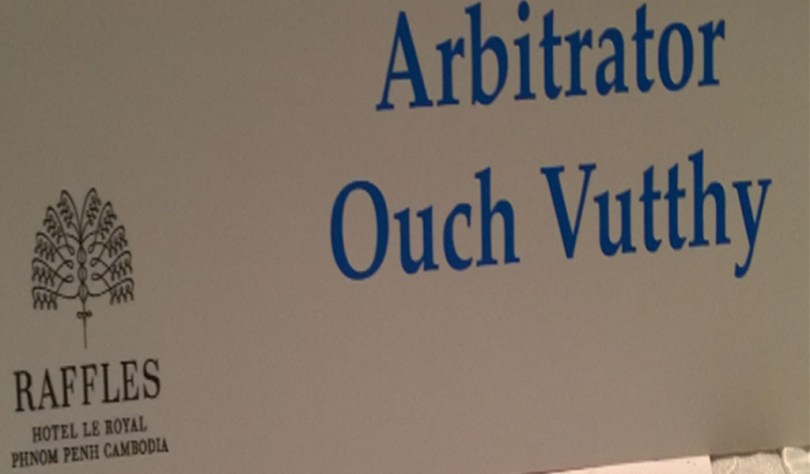 Arbitrator
Ouch Vutthy
RAFFLES
HOTEL LE ROYAL
PHNOM PENH CAMBODIA